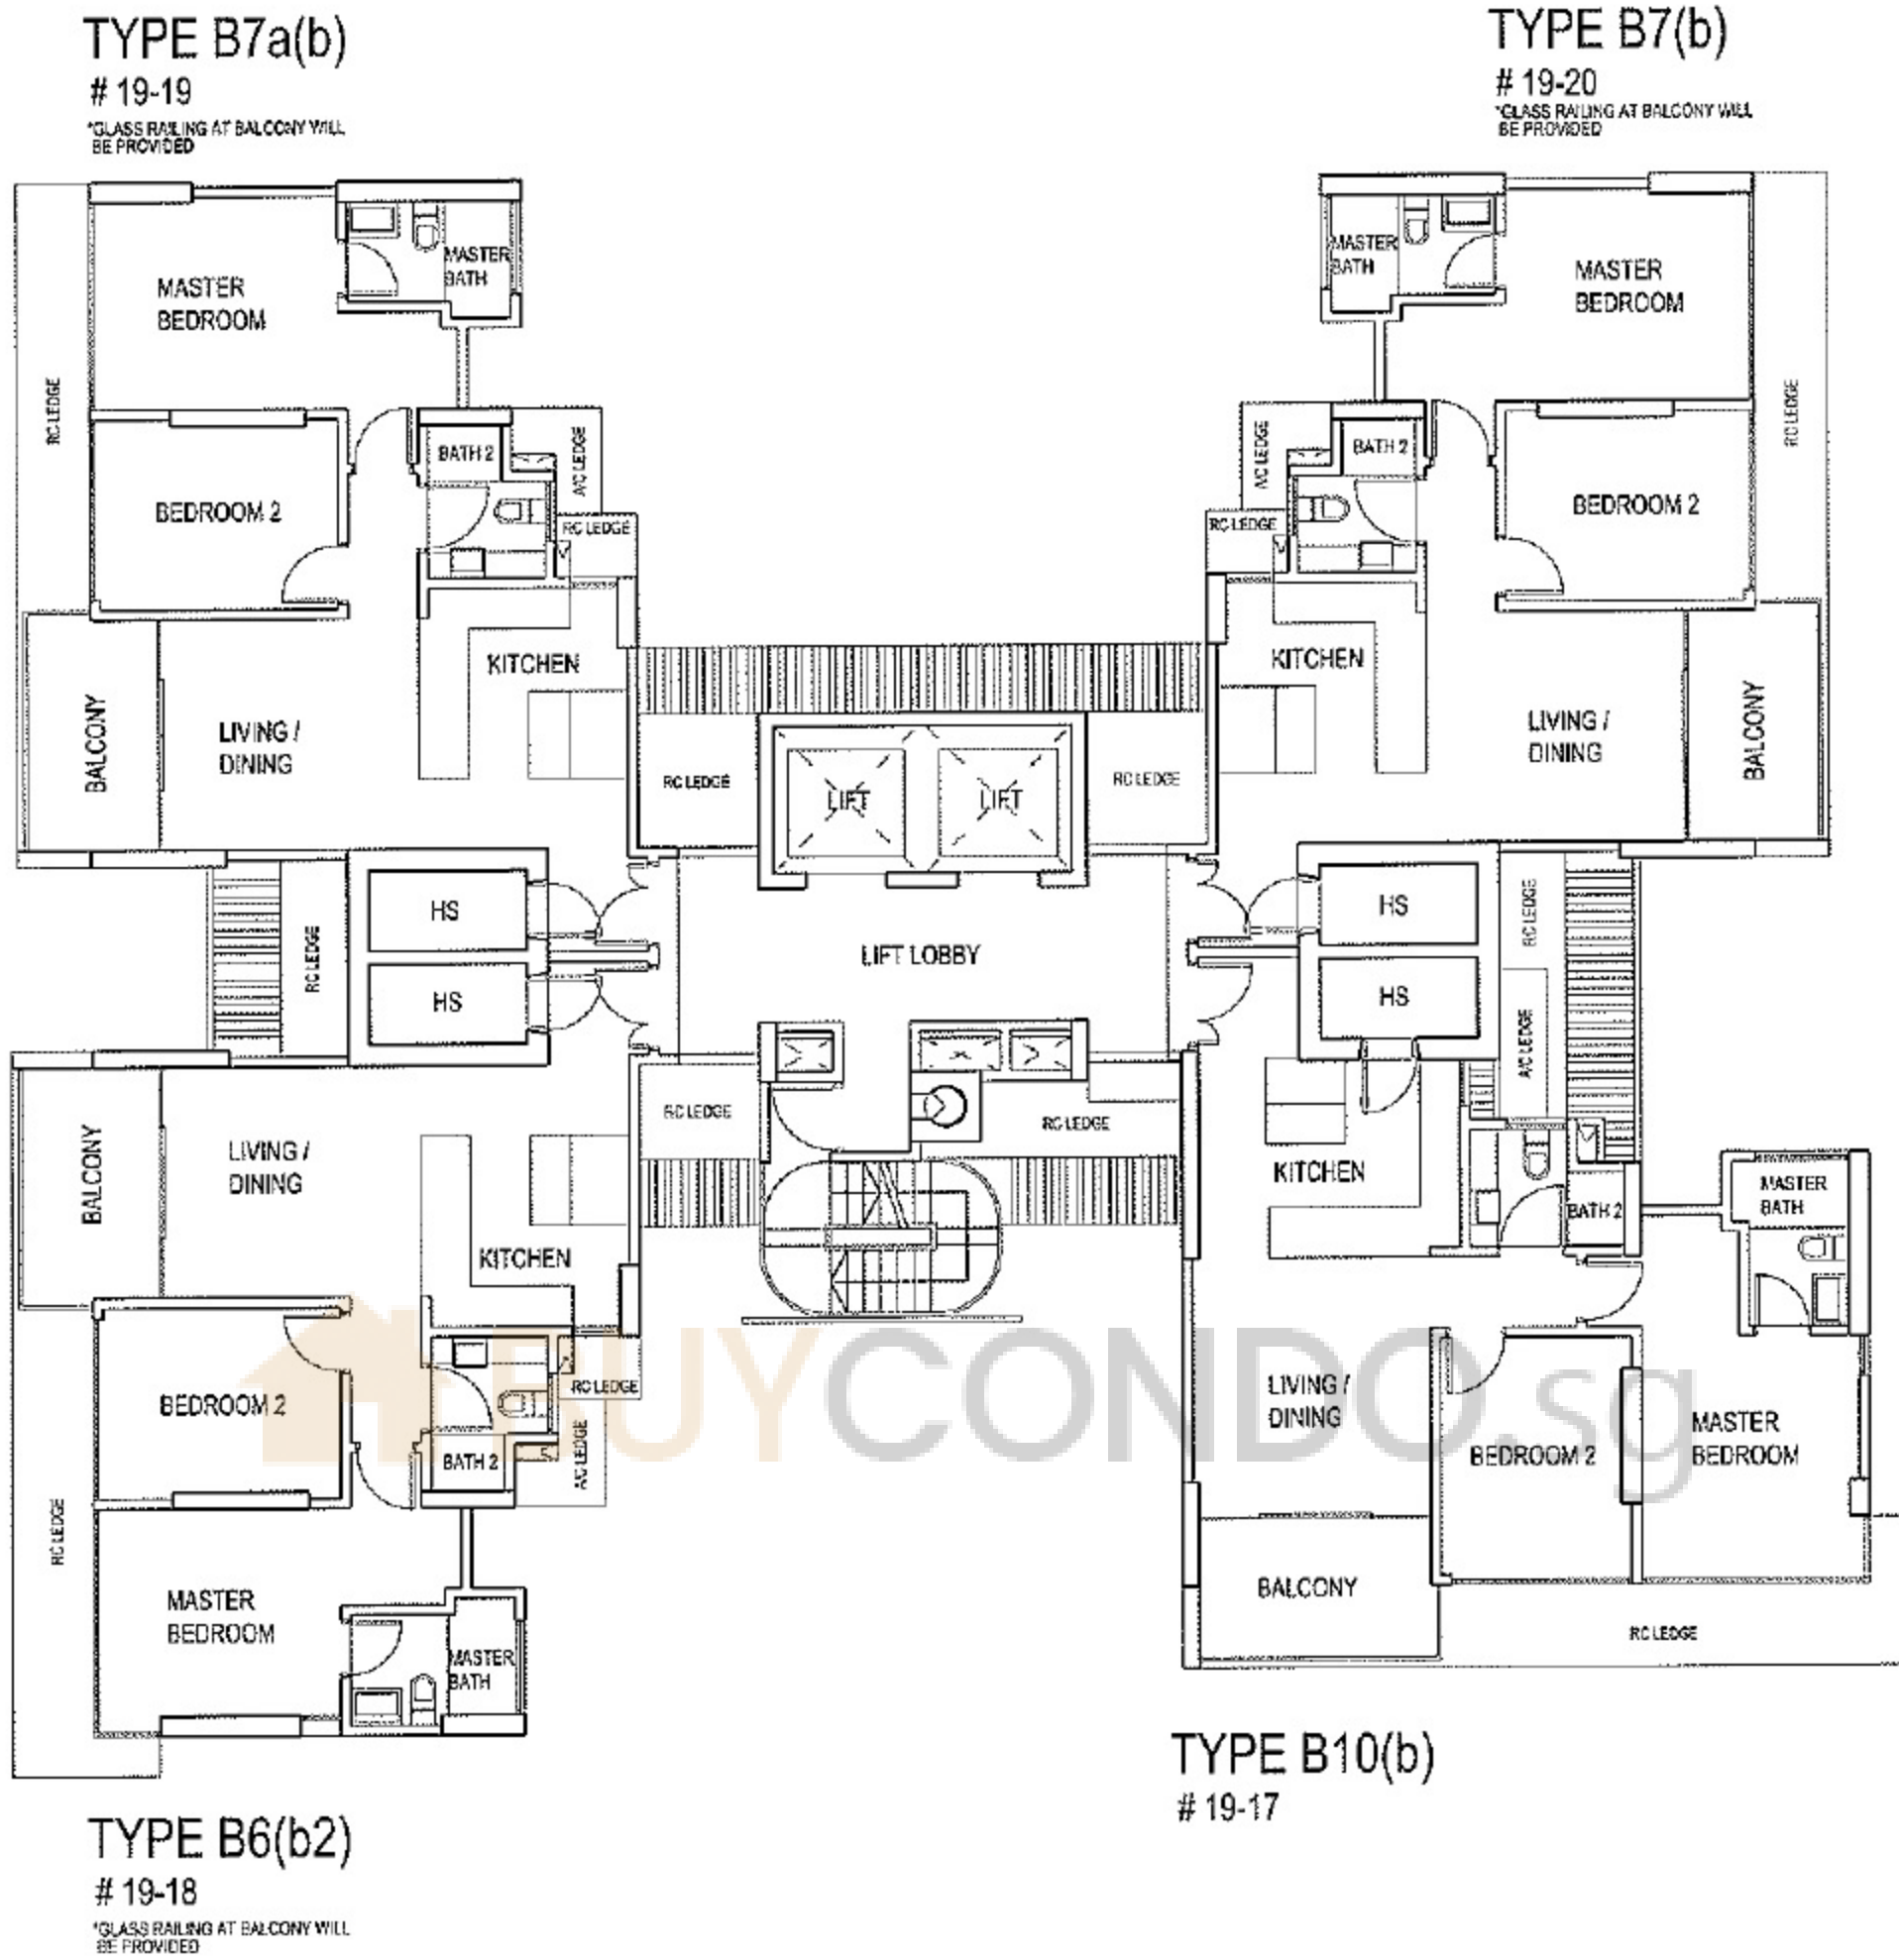 TYPE B7a(b)
# 19-19
*GLASS RAILING AT BALCONY WILL
BE PROVIDED
TYPE B7(b)
# 19-20
*GLASS RAILING AT BALCONY WILL
BE PROVIDED
MASTER
BEDROOM
MASTER
BATH
RC LEDGE
BEDROOM 2
BATH 2
A/C LEDGE
RC LEDGE
KITCHEN
BALCONY
LIVING /
DINING
RC LEDGE
MASTER
BATH
MASTER
BEDROOM
RC LEDGE
A/C LEDGE
BATH 2
BEDROOM 2
RC LEDGE
KITCHEN
LIVING /
DINING
BALCONY
LIFT
LIFT
RC LEDGE
HS
HS
RC LEDGE
LIFT LOBBY
HS
HS
RC LEDGE
A/C LEDGE
BALCONY
LIVING /
DINING
KITCHEN
RC LEDGE
RC LEDGE
BEDROOM 2
BATH 2
RC LEDGE
A/C LEDGE
RC LEDGE
MASTER
BEDROOM
MASTER
BATH
KITCHEN
BATH 2
MASTER
BATH
LIVING /
DINING
BEDROOM 2
MASTER
BEDROOM
BALCONY
RC LEDGE
BUYCONDO.sg
TYPE B10(b)
# 19-17
TYPE B6(b2)
# 19-18
*GLASS RAILING AT BALCONY WILL
BE PROVIDED